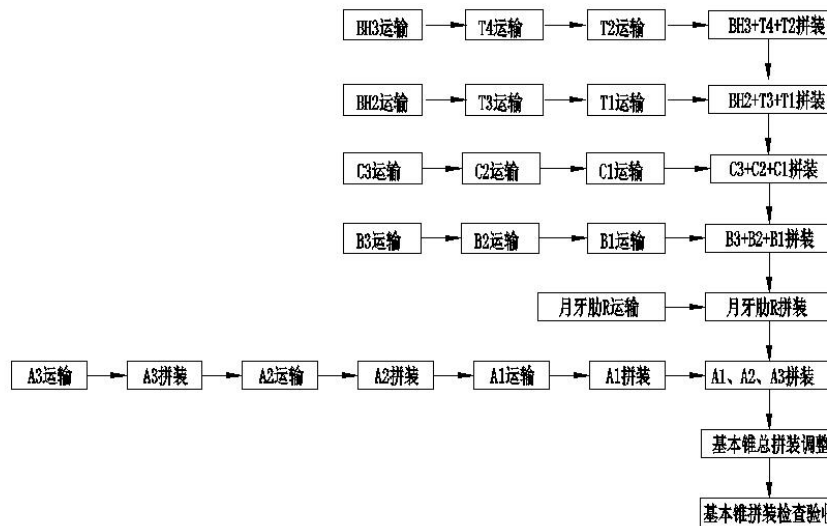 BH3运输 T4运输 T2运输 BH3+T4+T2拼装
BH2运输 T3运输 T1运输 BH2+T3+T1拼装
C3运输 C2运输 C1运输 C3+C2+C1拼装
B3运输 B2运输 B1运输 B3+B2+B1拼装
月牙肋R运输 月牙肋R拼装
A3运输 A3拼装 A2运输 A2拼装 A1运输 A1拼装 A1、A2、A3拼装
基本锥总拼装调整
基本锥拼装检查验收